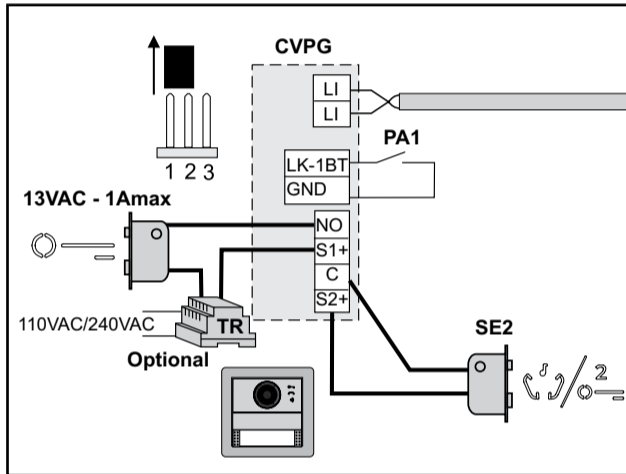 CVPG
LI
LI
PA1
1 2 3
LK-1BT
GND
13VAC - 1Amax
NO
S1+
C
S2+
110VAC/240VAC
TR
Optional
SE2
2